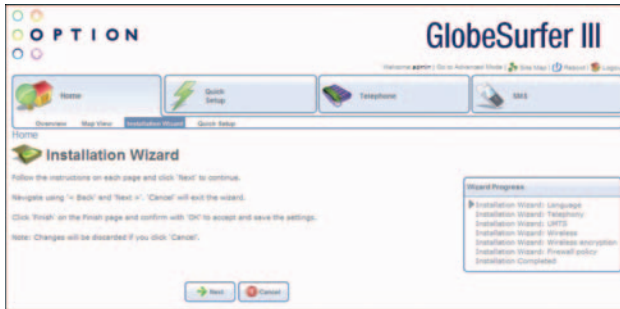 OPTION
GlobeSurfer III
Welcome admin | Go to Advanced Mode | Site Map | Reboot | Logout
Home
Quick
Setup
Telephone
SMS
Overview Map View Installation Wizard Quick Setup
Home
Installation Wizard
Follow the instructions on each page and click 'Next' to continue.
Navigate using '< Back' and 'Next >'. 'Cancel' will exit the wizard.
Click 'Finish' on the Finish page and confirm with 'OK' to accept and save the settings.
Note: Changes will be discarded if you click 'Cancel'.
Wizard Progress
Installation Wizard: Language
Installation Wizard: Telephony
Installation Wizard: UMTS
Installation Wizard: Wireless
Installation Wizard: Wireless encryption
Installation Wizard: Firewall policy
Installation Completed
Next Cancel